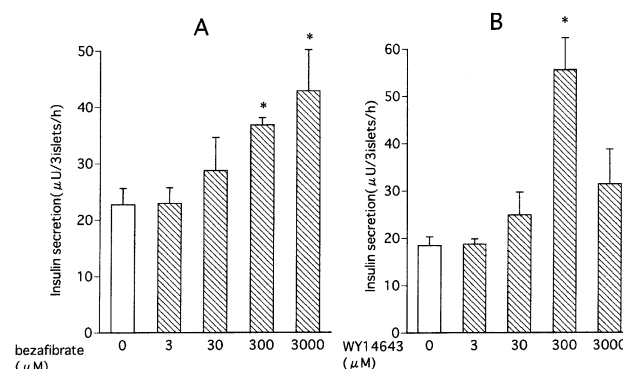 A
Insulin secretion(μU/3islets/h)
50
40
30
20
10
0
*
*
bezafibrate
(μM)
0 3 30 300 3000
B
Insulin secretion(μU/3islets/h)
60
50
40
30
20
10
0
*
WY14643
(μM)
0 3 30 300 3000